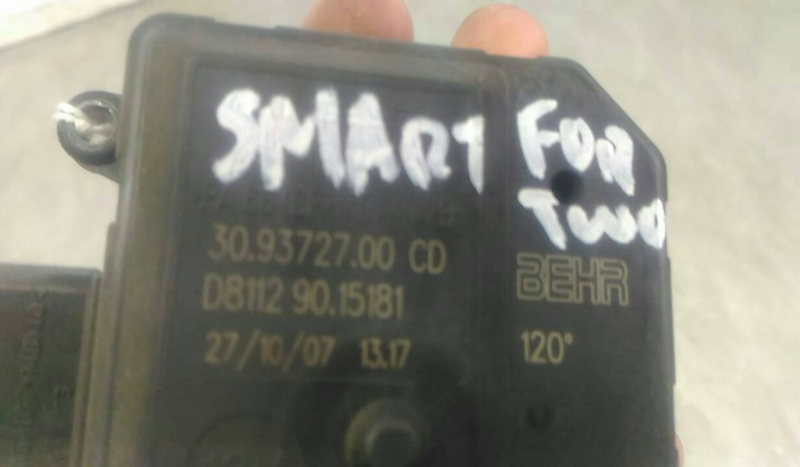 SMART FOR
TWO
30.93727.00 CD
D8112 90.15181
BEHR
27/10/07 13.17
120°